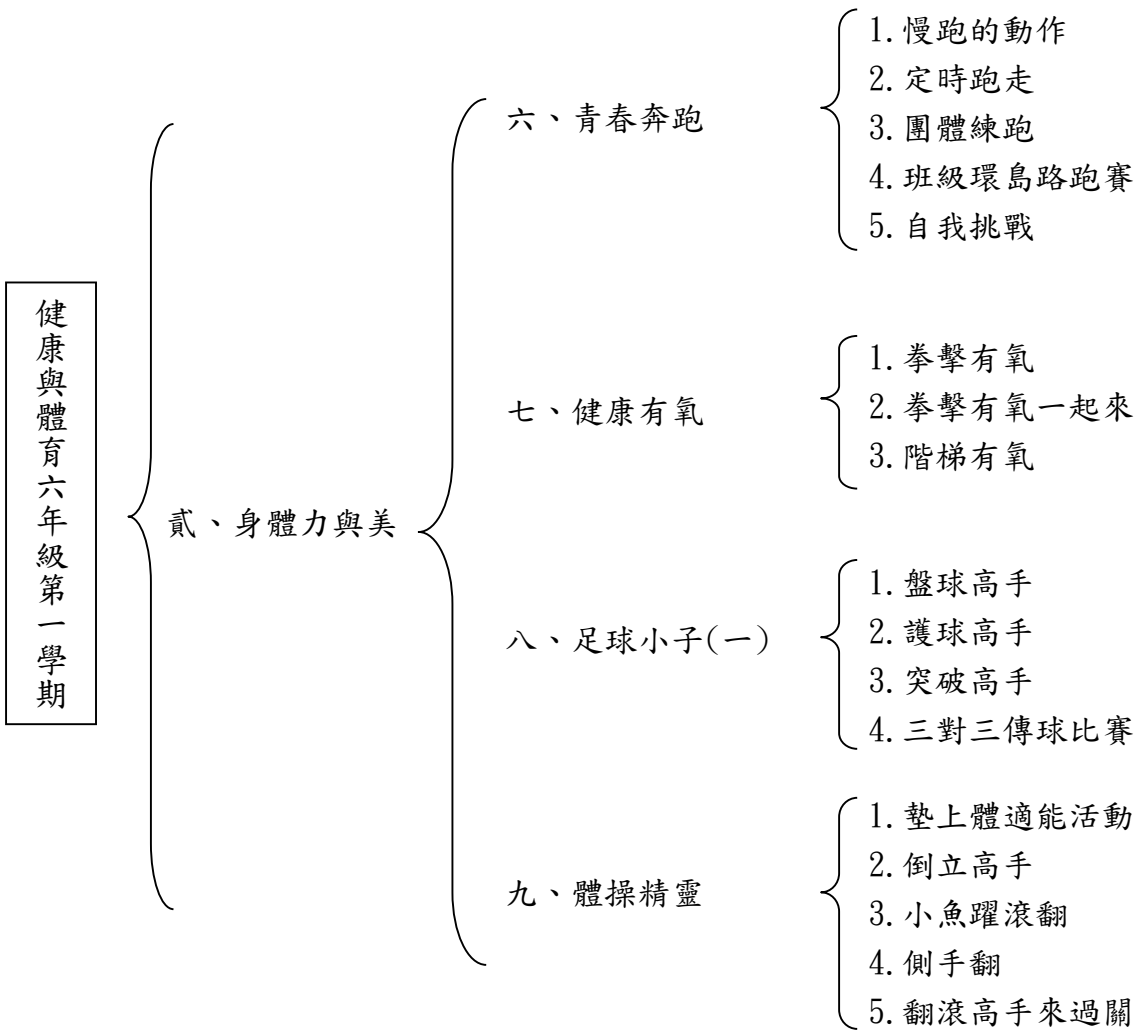 健康與體育六年級第一學期
貳、身體力與美
六、青春奔跑
1.慢跑的動作
2.定時跑走
3.團體練跑
4.班級環島路跑賽
5.自我挑戰
七、健康有氧
1.拳擊有氧
2.拳擊有氧一起來
3.階梯有氧
八、足球小子(一)
1.盤球高手
2.護球高手
3.突破高手
4.三對三傳球比賽
九、體操精靈
1.墊上體適能活動
2.倒立高手
3.小魚躍滾翻
4.側手翻
5.翻滾高手來過關